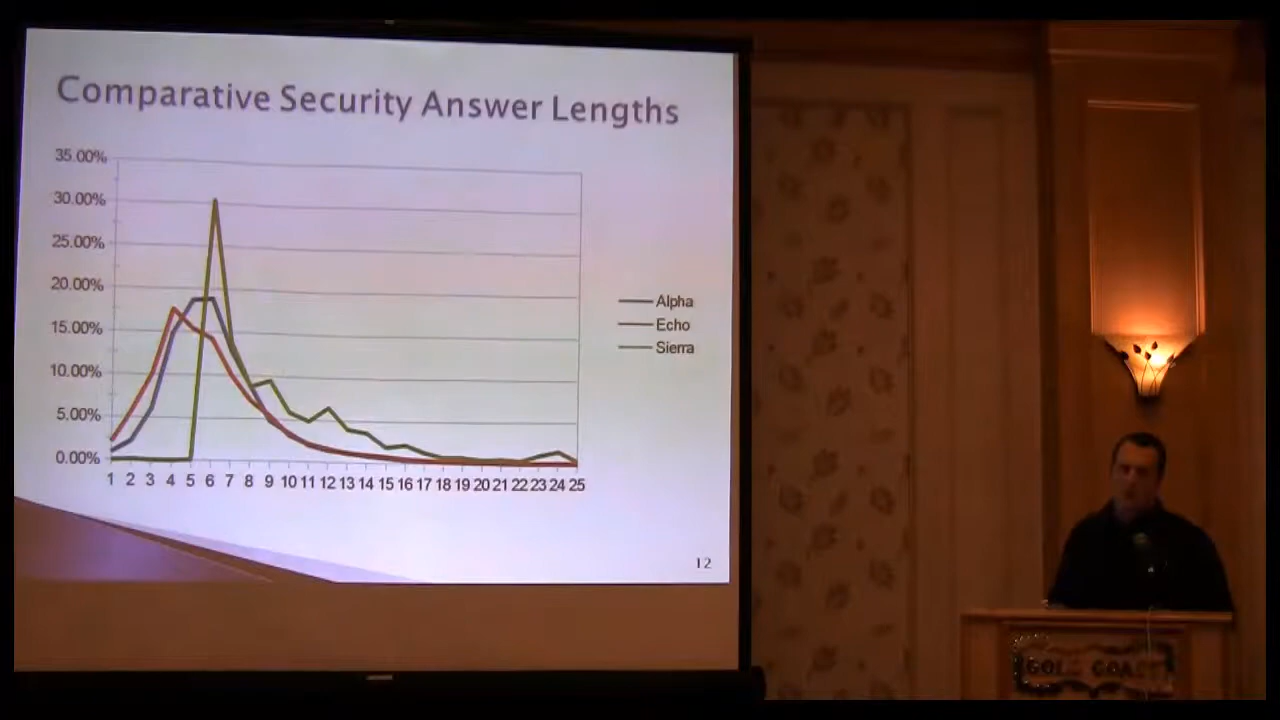 Comparative Security Answer Lengths
35.00%
30.00%
25.00%
20.00%
15.00%
10.00%
5.00%
0.00%
1 2 3 4 5 6 7 8 9 10 11 12 13 14 15 16 17 18 19 20 21 22 23 24 25
Alpha
Echo
Sierra
12
GOLD COAST